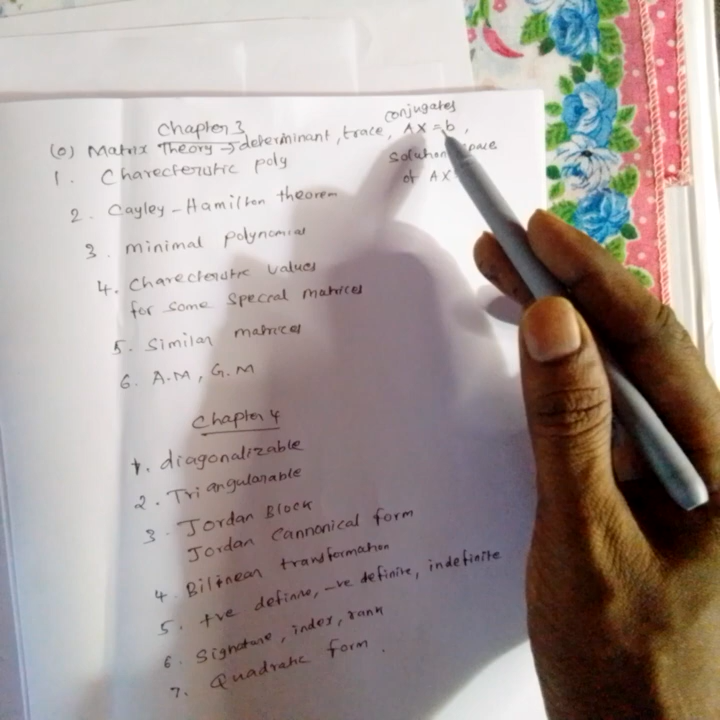 Chapter 3
conjugates
(0) Matrix Theory → determinant, trace, AX = b,
Solution space
of AX
1. Charecteristic poly
2. Cayley - Hamilton theorem
3. minimal polynomial
4. Charecteristic values
for some special matrices
5. Similar matrices
6. A.M, G.M
Chapter 4
1. diagonalizable
2. Triangularable
3. Jordan Block
Jordan Cannonical form
4. Bilinear transformation
5. +ve definite, -ve definite, indefinite
6. Signature, index, rank
7. Quadratic form.